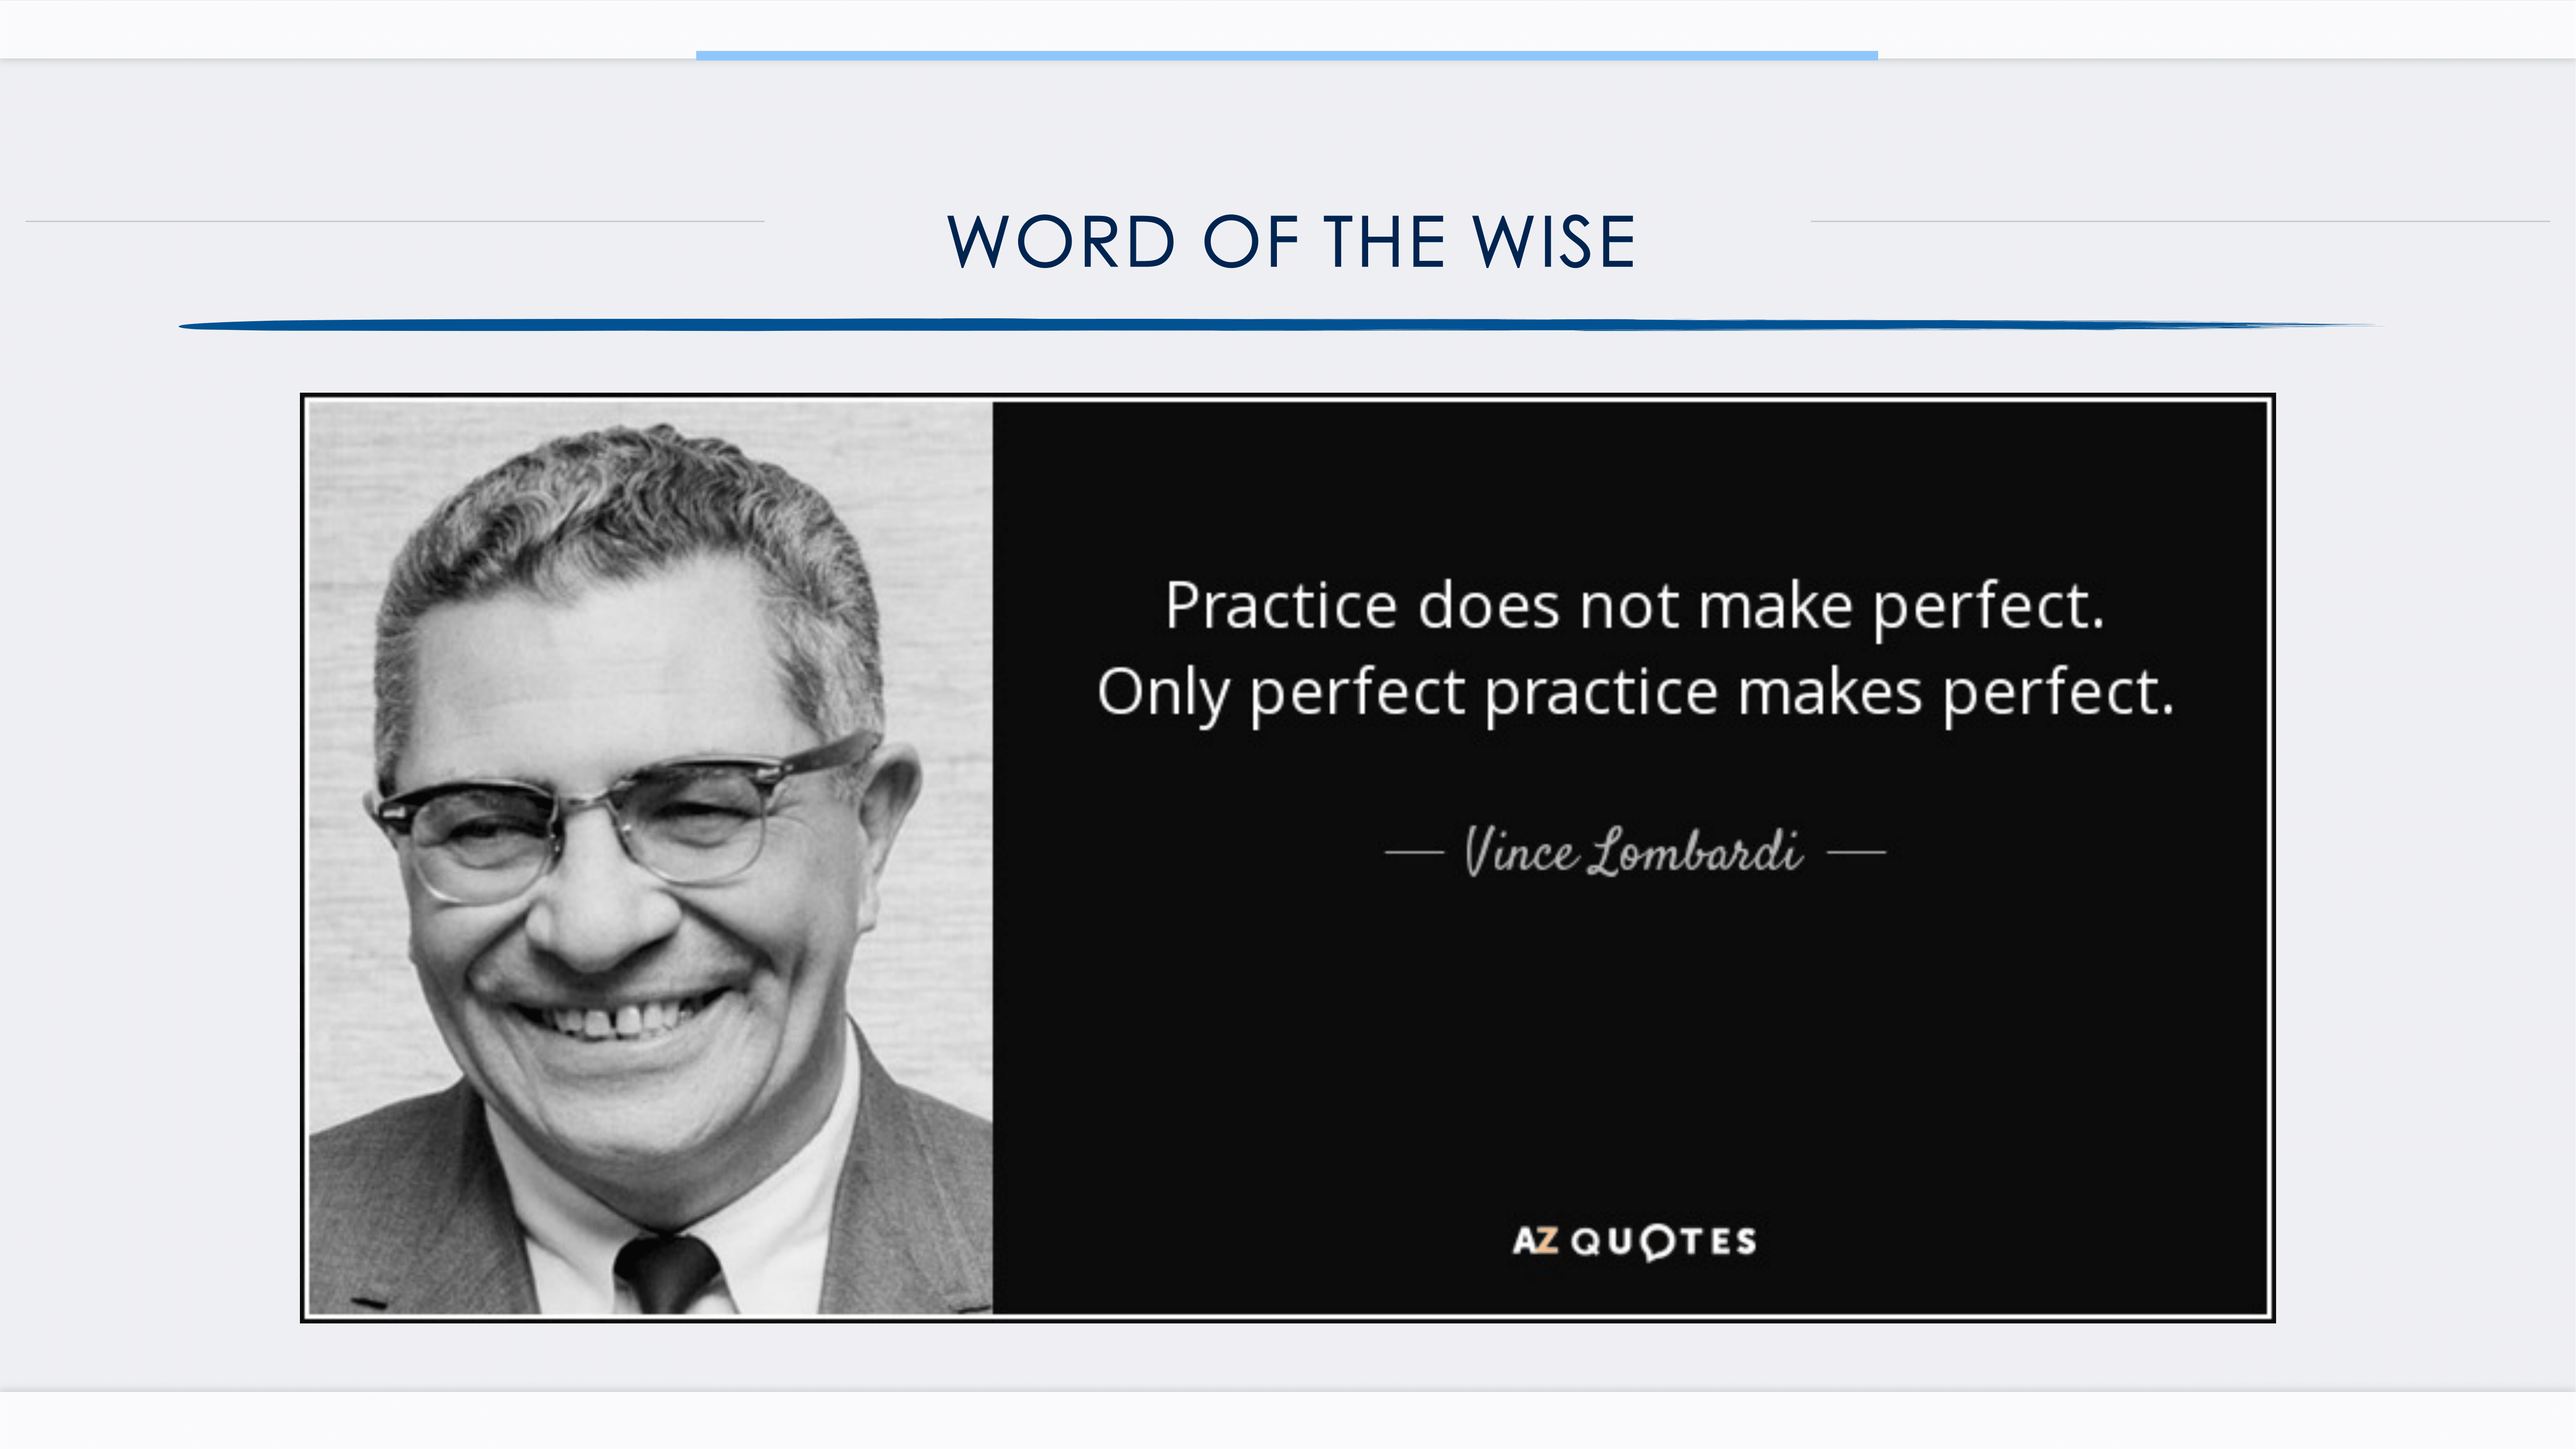 WORD OF THE WISE
Practice does not make perfect.
Only perfect practice makes perfect.
Vince Lombardi
AZ QUOTES